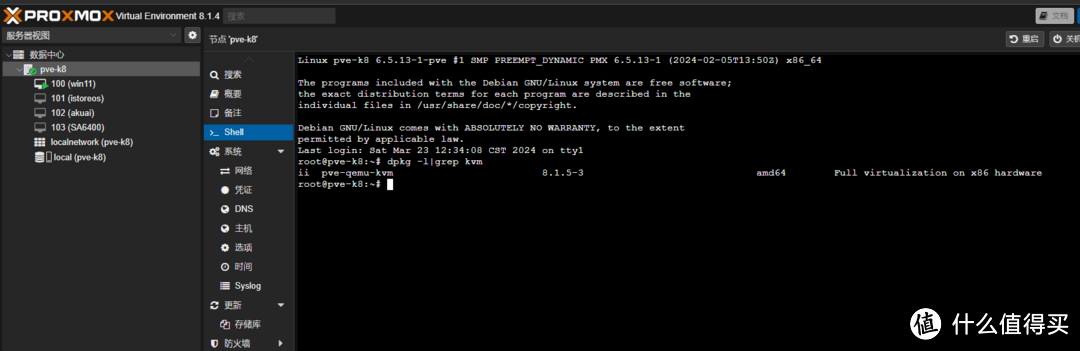 PROXMOX Virtual Environment 8.1.4 搜索
文档
服务器视图
节点 'pve-k8'
重启
关机
数据中心
pve-k8
100 (win11)
101 (istoreos)
102 (akuai)
103 (SA6400)
localnetwork (pve-k8)
local (pve-k8)
搜索
概要
备注
Shell
系统
网络
凭证
DNS
主机
选项
时间
Syslog
更新
存储库
防火墙
Linux pve-k8 6.5.13-1-pve #1 SMP PREEMPT_DYNAMIC PMX 6.5.13-1 (2024-02-05T13:50Z) x86_64
The programs included with the Debian GNU/Linux system are free software;
the exact distribution terms for each program are described in the
individual files in /usr/share/doc/*/copyright.
Debian GNU/Linux comes with ABSOLUTELY NO WARRANTY, to the extent
permitted by applicable law.
Last login: Sat Mar 23 12:34:08 CST 2024 on tty1
root@pve-k8:~# dpkg -l|grep kvm
ii pve-qemu-kvm 8.1.5-3 amd64 Full virtualization on x86 hardware
root@pve-k8:~#
值 什么值得买